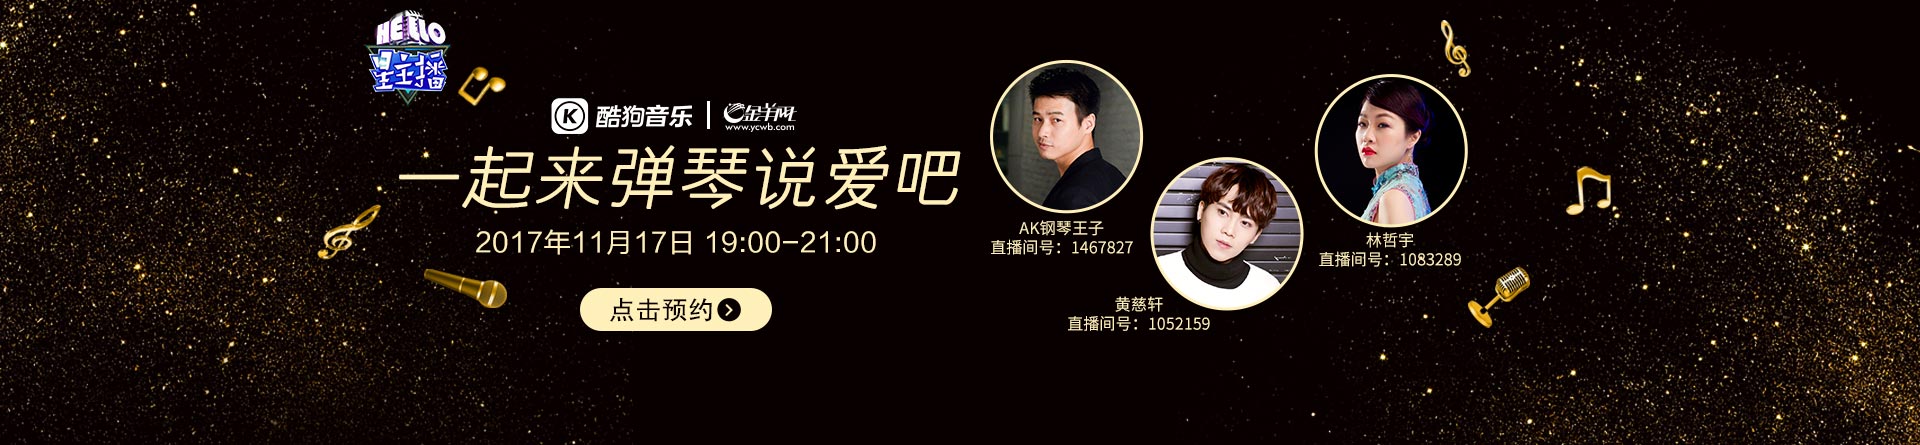 HELLO
星主播
酷狗音乐 | 金羊网
www.ycwb.com
一起来弹琴说爱吧
2017年11月17日 19:00-21:00
点击预约
AK钢琴王子
直播间号：1467827
黄慈轩
直播间号：1052159
林哲宇
直播间号：1083289